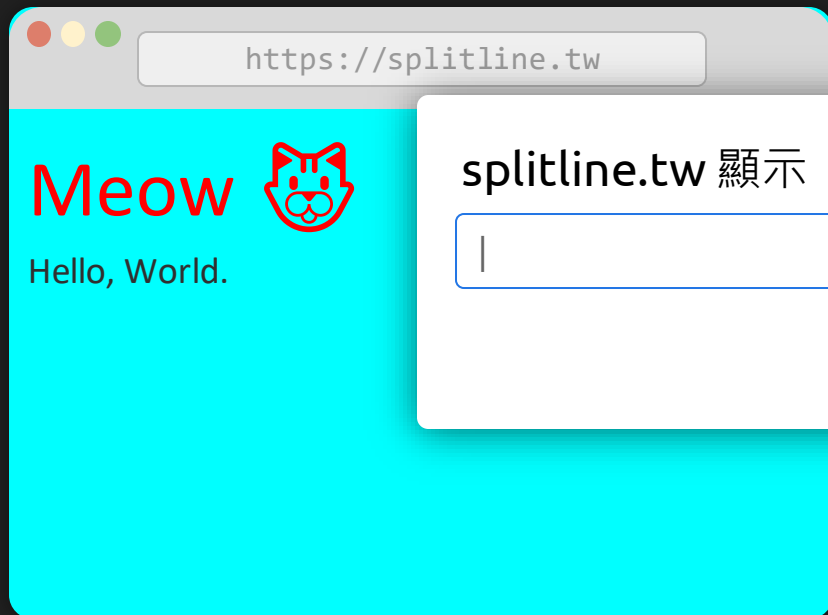 https://splitline.tw
Meow 🐱
Hello, World.
splitline.tw 顯示